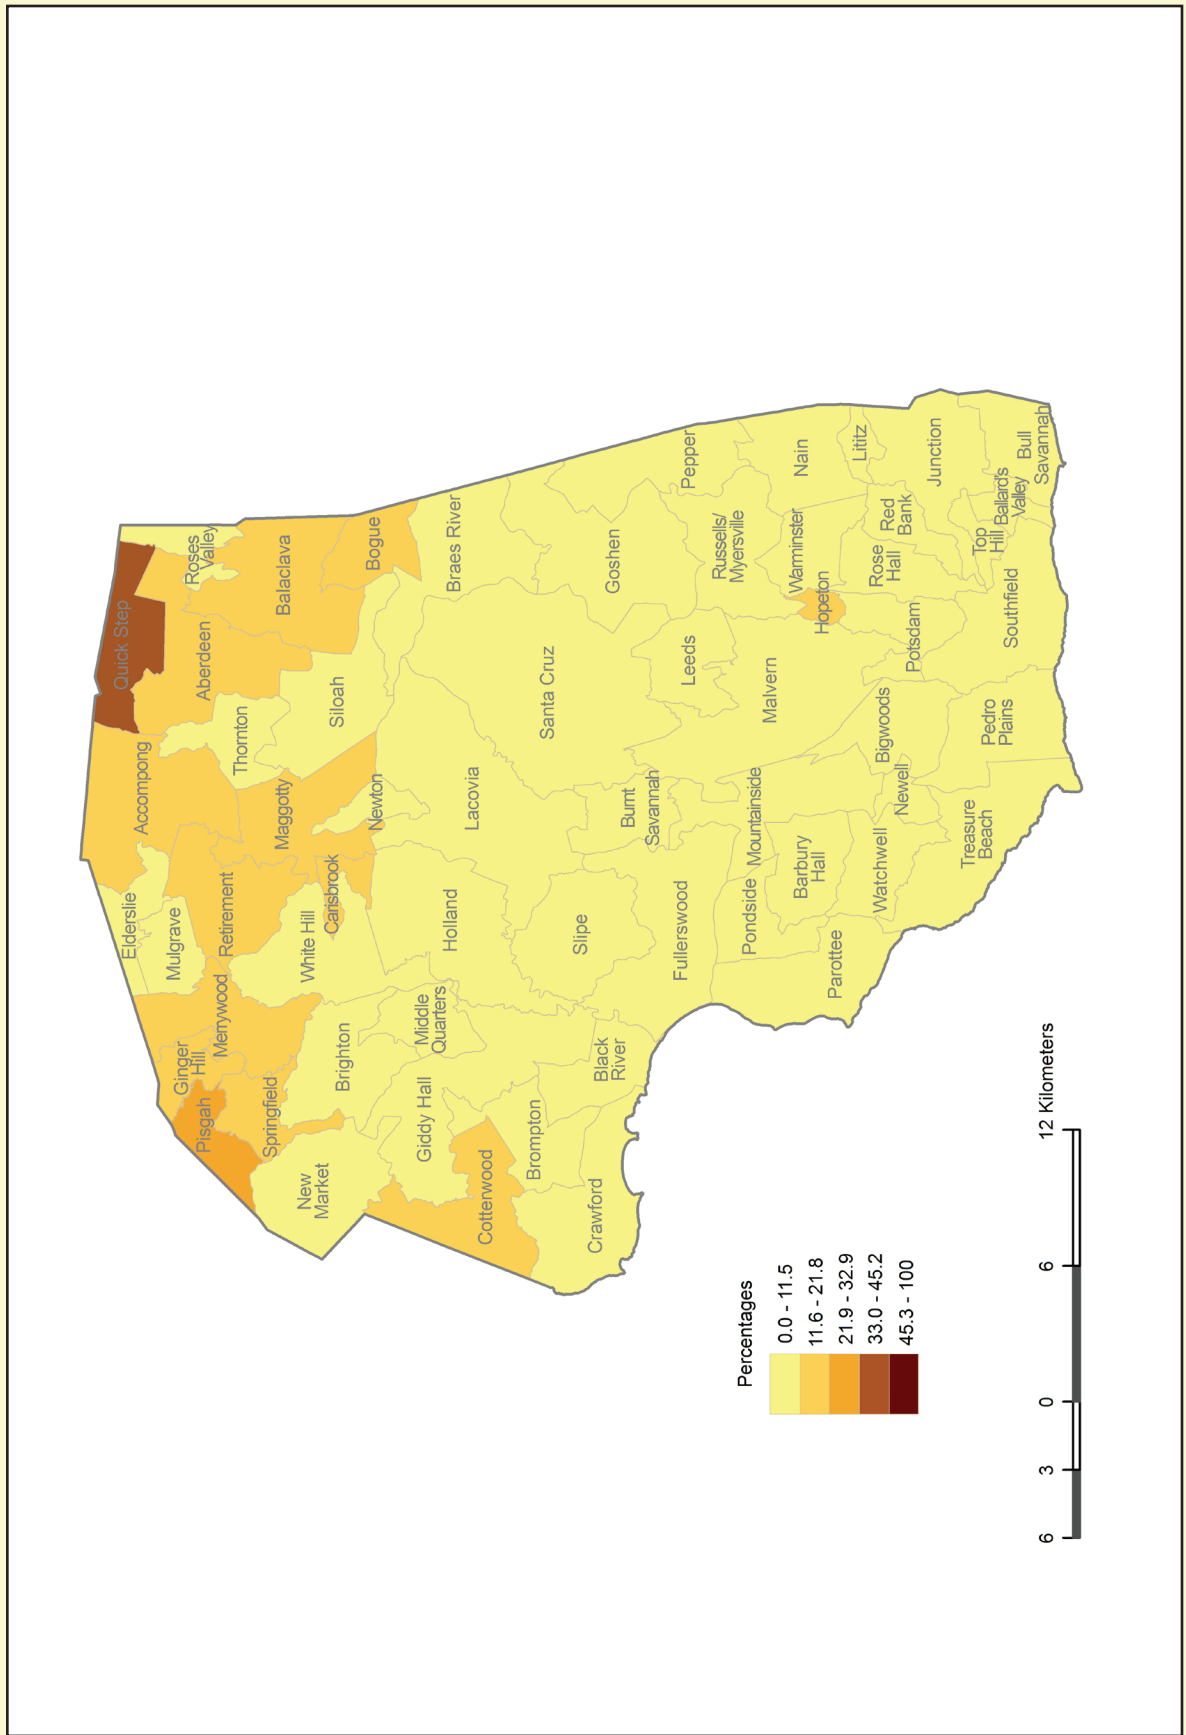 Quick Step
Roses
Valley
Accompong
Aberdeen
Balaclava
Elderslie
Mulgrave
Thornton
Bogue
Ginger
Hill
Merrywood
Retirement
Maggotty
Siloah
Pisgah
Springfield
White Hill
Carisbrook
Newton
Braes River
New
Market
Brighton
Middle
Quarters
Holland
Lacovia
Santa Cruz
Giddy Hall
Goshen
Cotterwood
Brompton
Slipe
Burnt
Savannah
Leeds
Pepper
Crawford
Black
River
Fullerswood
Russells/
Myersville
Pondside
Mountainside
Malvern
Warminster
Nain
Barbury
Hall
Hopeton
Lititz
Parottee
Watchwell
Newell
Bigwoods
Potsdam
Rose
Hall
Red
Bank
Junction
Treasure
Beach
Pedro
Plains
Southfield
Top
Hill
Ballard's
Valley
Bull
Savannah
Percentages
0.0 - 11.5
11.6 - 21.8
21.9 - 32.9
33.0 - 45.2
45.3 - 100
6 3 0 6 12 Kilometers